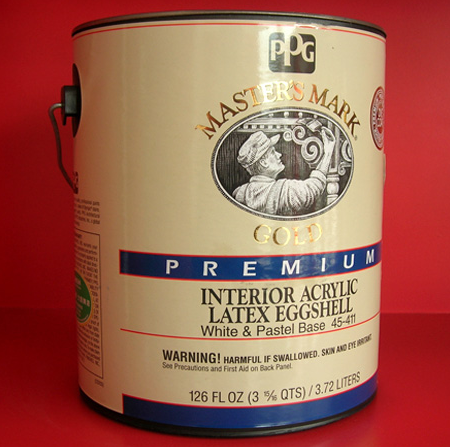 PPG
MASTER'S MARK
GOLD
PREMIUM
INTERIOR ACRYLIC
LATEX EGGSHELL
White & Pastel Base 45-411
WARNING! HARMFUL IF SWALLOWED. SKIN AND EYE IRRITANT.
See Precautions and First Aid on Back Panel.
126 FL OZ (3 15/16 QTS) / 3.72 LITERS